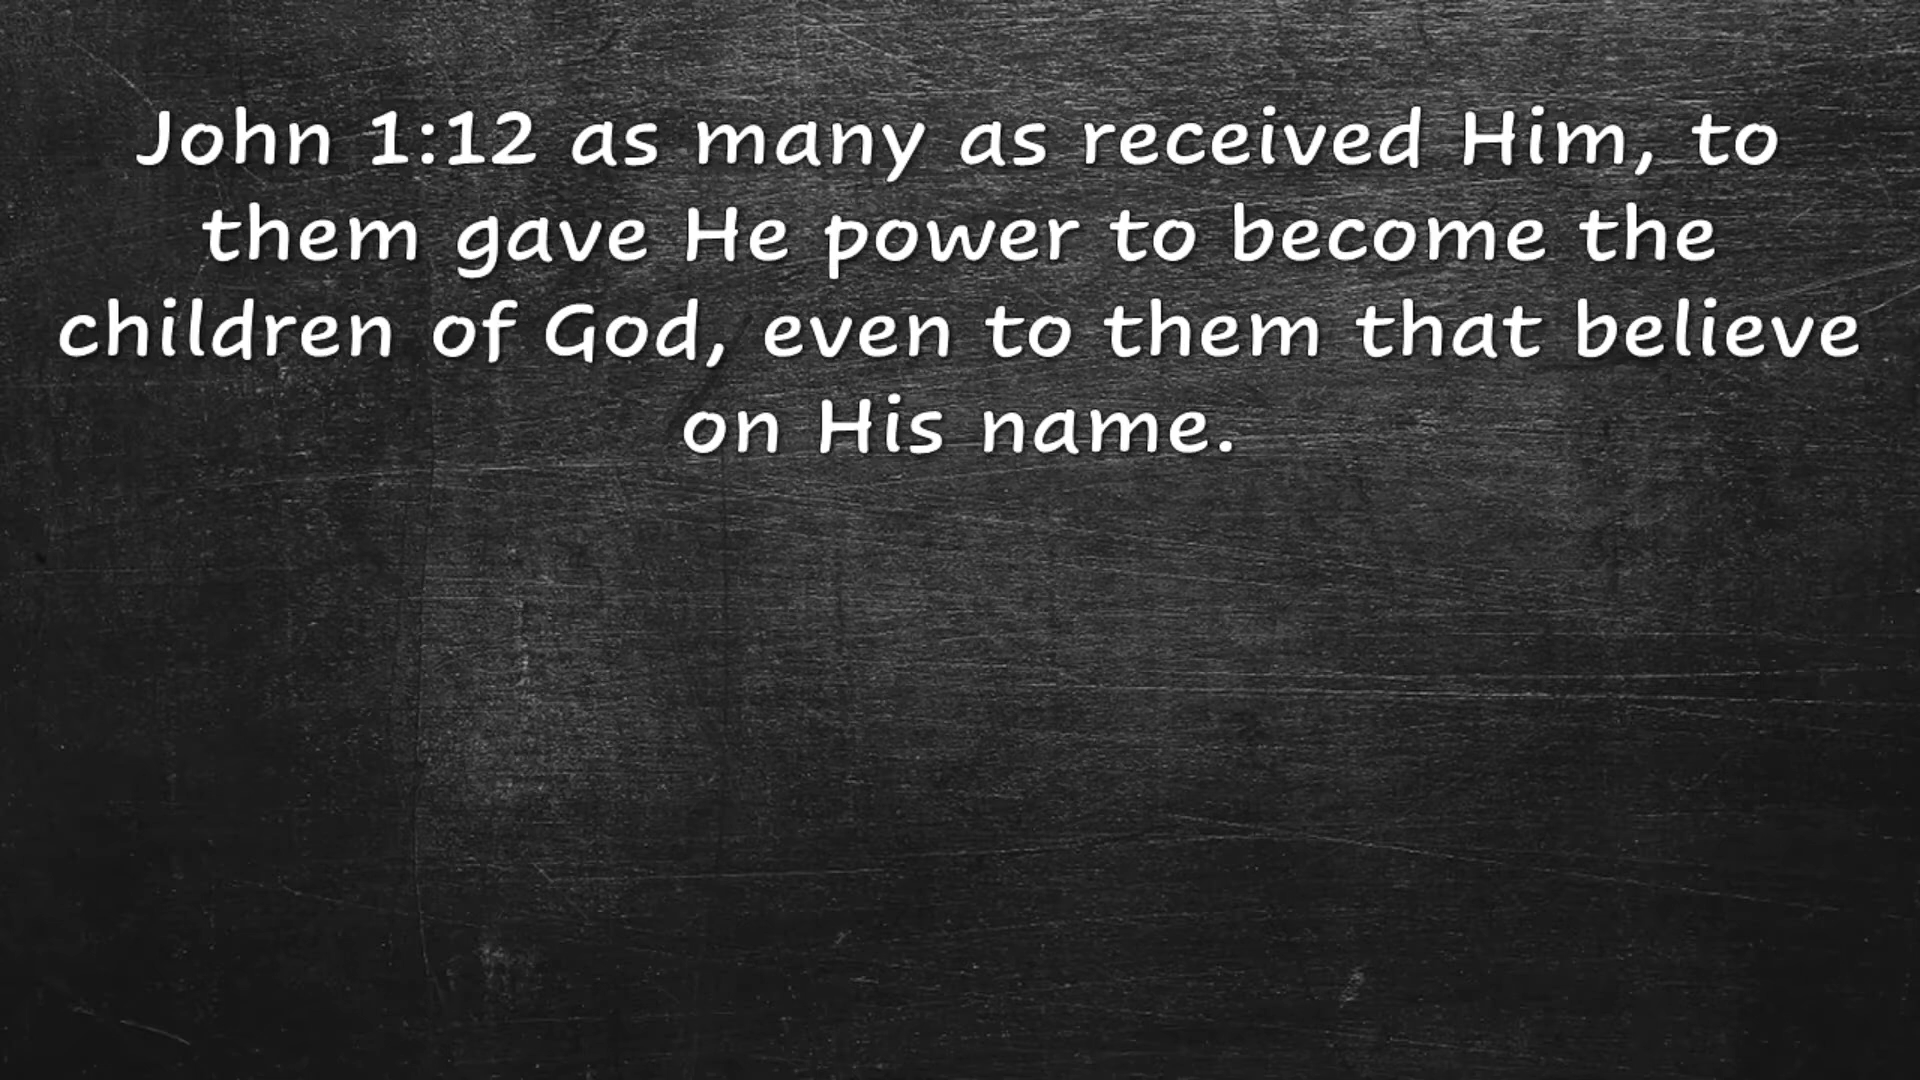 John 1:12 as many as received Him, to
them gave He power to become the
children of God, even to them that believe
on His name.